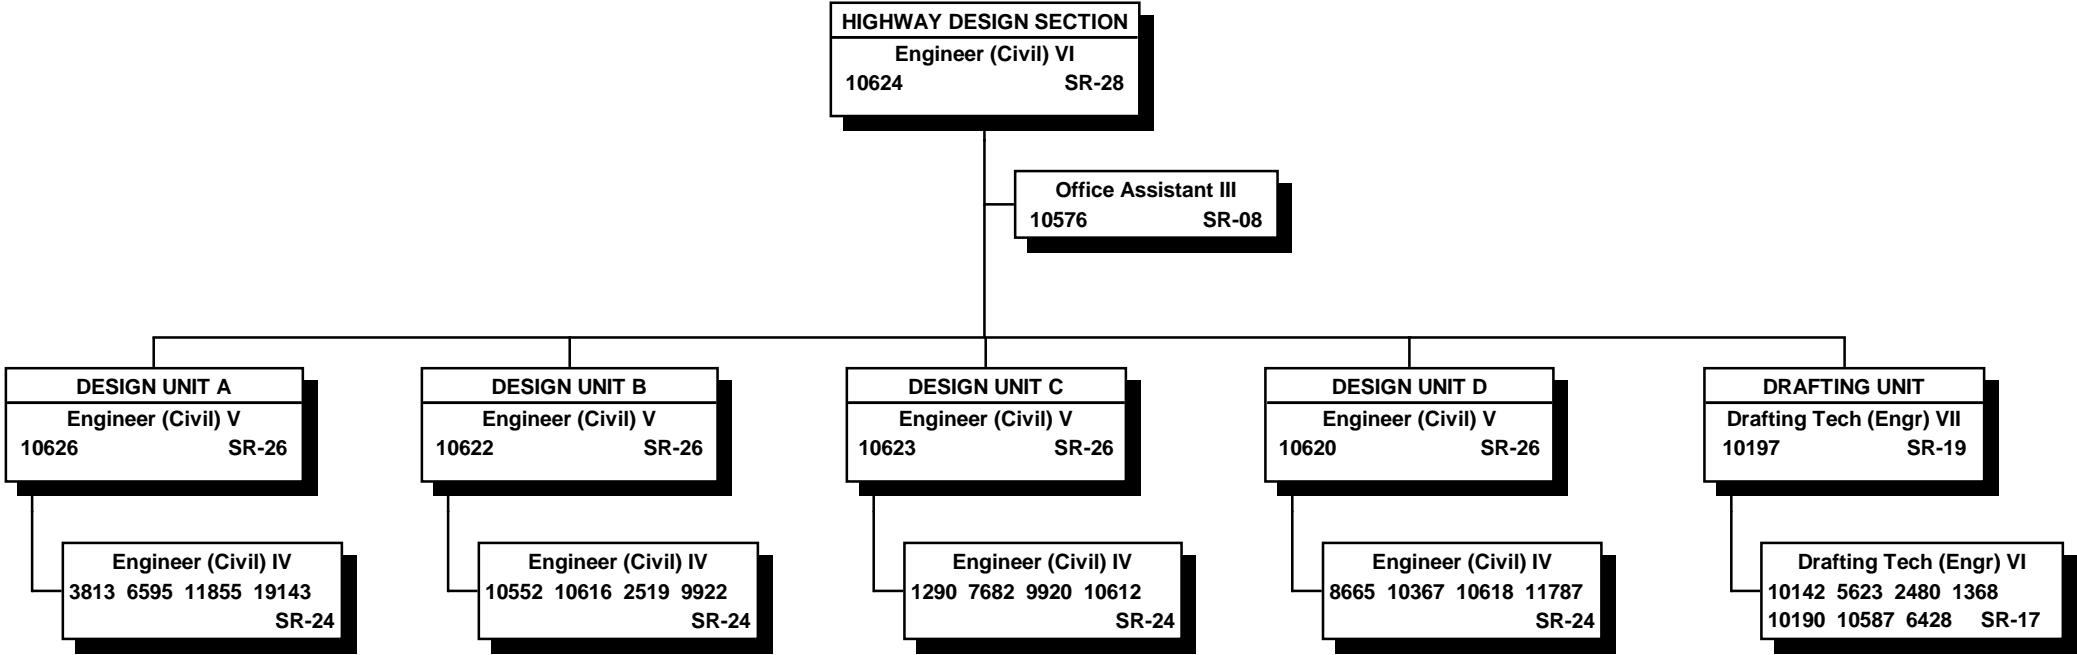 HIGHWAY DESIGN SECTION
Engineer (Civil) VI
10624 SR-28
Office Assistant III
10576 SR-08
DESIGN UNIT A
Engineer (Civil) V
10626 SR-26
Engineer (Civil) IV
3813 6595 11855 19143
SR-24
DESIGN UNIT B
Engineer (Civil) V
10622 SR-26
Engineer (Civil) IV
10552 10616 2519 9922
SR-24
DESIGN UNIT C
Engineer (Civil) V
10623 SR-26
Engineer (Civil) IV
1290 7682 9920 10612
SR-24
DESIGN UNIT D
Engineer (Civil) V
10620 SR-26
Engineer (Civil) IV
8665 10367 10618 11787
SR-24
DRAFTING UNIT
Drafting Tech (Engr) VII
10197 SR-19
Drafting Tech (Engr) VI
10142 5623 2480 1368
10190 10587 6428 SR-17